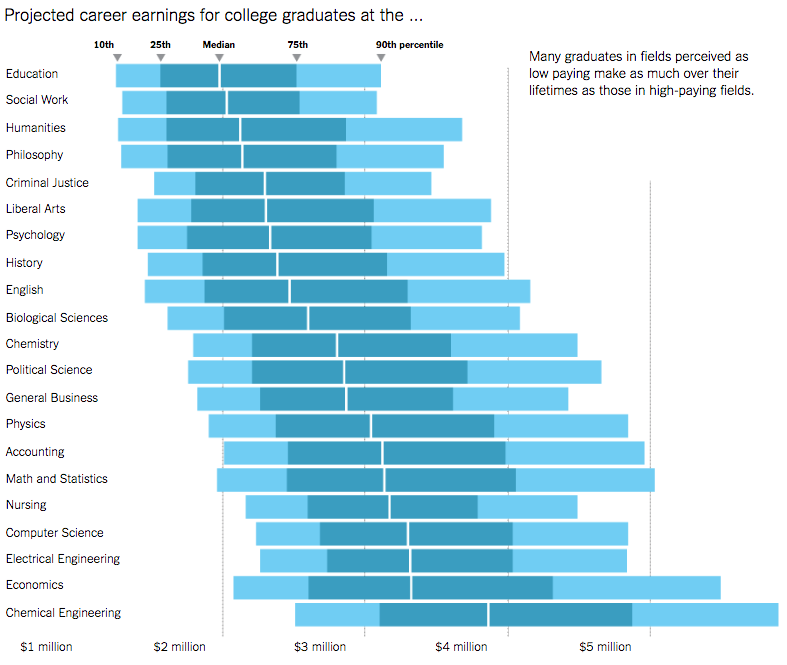 Projected career earnings for college graduates at the ...
10th 25th Median 75th 90th percentile
Many graduates in fields perceived as
low paying make as much over their
lifetimes as those in high-paying fields.
Education
Social Work
Humanities
Philosophy
Criminal Justice
Liberal Arts
Psychology
History
English
Biological Sciences
Chemistry
Political Science
General Business
Physics
Accounting
Math and Statistics
Nursing
Computer Science
Electrical Engineering
Economics
Chemical Engineering
$1 million $2 million $3 million $4 million $5 million